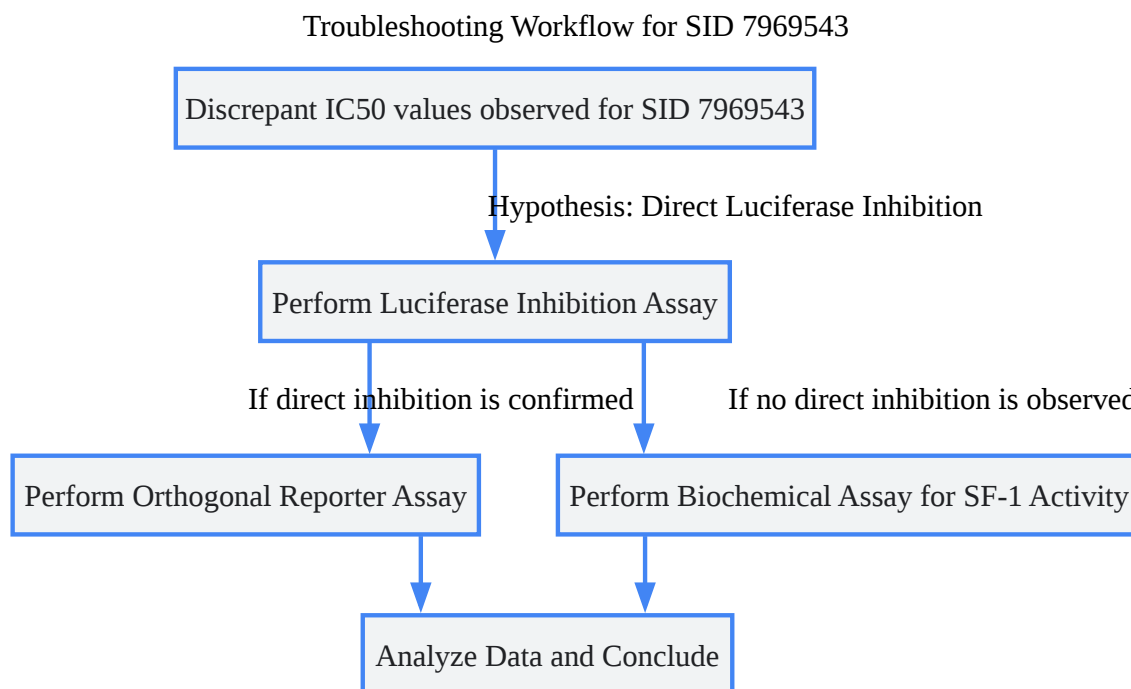 Troubleshooting Workflow for SID 7969543
Discrepant IC50 values observed for SID 7969543
Hypothesis: Direct Luciferase Inhibition
Perform Luciferase Inhibition Assay
If direct inhibition is confirmed
If no direct inhibition is observed
Perform Orthogonal Reporter Assay
Perform Biochemical Assay for SF-1 Activity
Analyze Data and Conclude